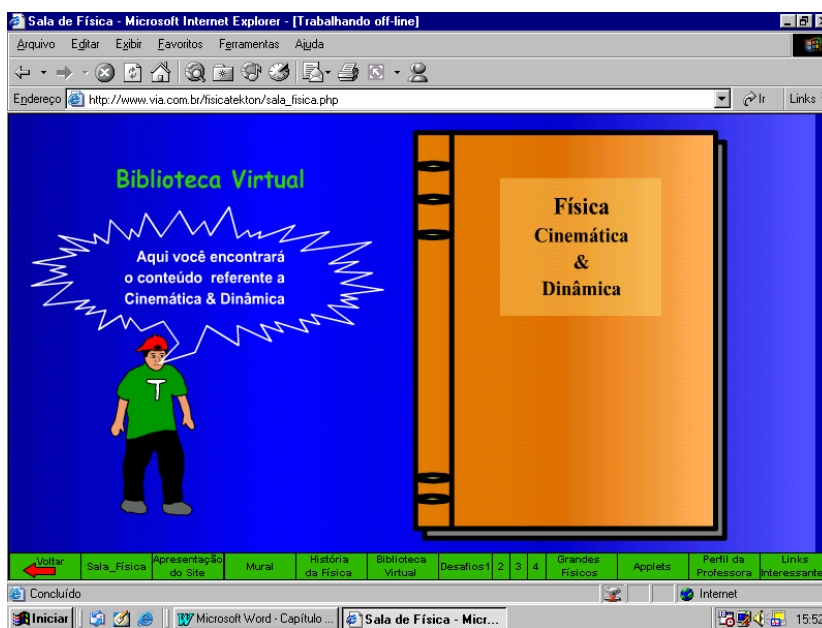 Sala de Física - Microsoft Internet Explorer - [Trabalhando off-line]
Arquivo Editar Exibir Favoritos Ferramentas Ajuda
Endereço http://www.via.com.br/fisicatekton/sala_fisica.php Ir Links
Biblioteca Virtual
Aqui você encontrará
o conteúdo referente a
Cinemática & Dinâmica
T
Física
Cinemática
&
Dinâmica
Voltar
Sala_Física
Apresentação
do Site
Mural
História
da Física
Biblioteca
Virtual
Desafios1 2 3 4
Grandes
Físicos
Applets
Perfil da
Professora
Links
Interessante
Concluído Internet
Iniciar Microsoft Word - Capítulo ... Sala de Física - Micr... 15:52